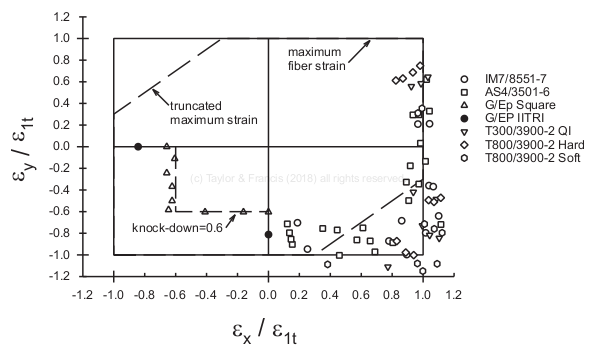 1.2
1.0
0.8
0.6
0.4
0.2
0.0
-0.2
-0.4
-0.6
-0.8
-1.0
-1.2
εy / ε1t
maximum
fiber strain
truncated
maximum strain
knock-down=0.6
(c) Taylor & Francis (2018) all rights reserved
IM7/8551-7
AS4/3501-6
G/Ep Square
G/EP IITRI
T300/3900-2 QI
T800/3900-2 Hard
T800/3900-2 Soft
-1.2 -1.0 -0.8 -0.6 -0.4 -0.2 0.0 0.2 0.4 0.6 0.8 1.0 1.2
εx / ε1t